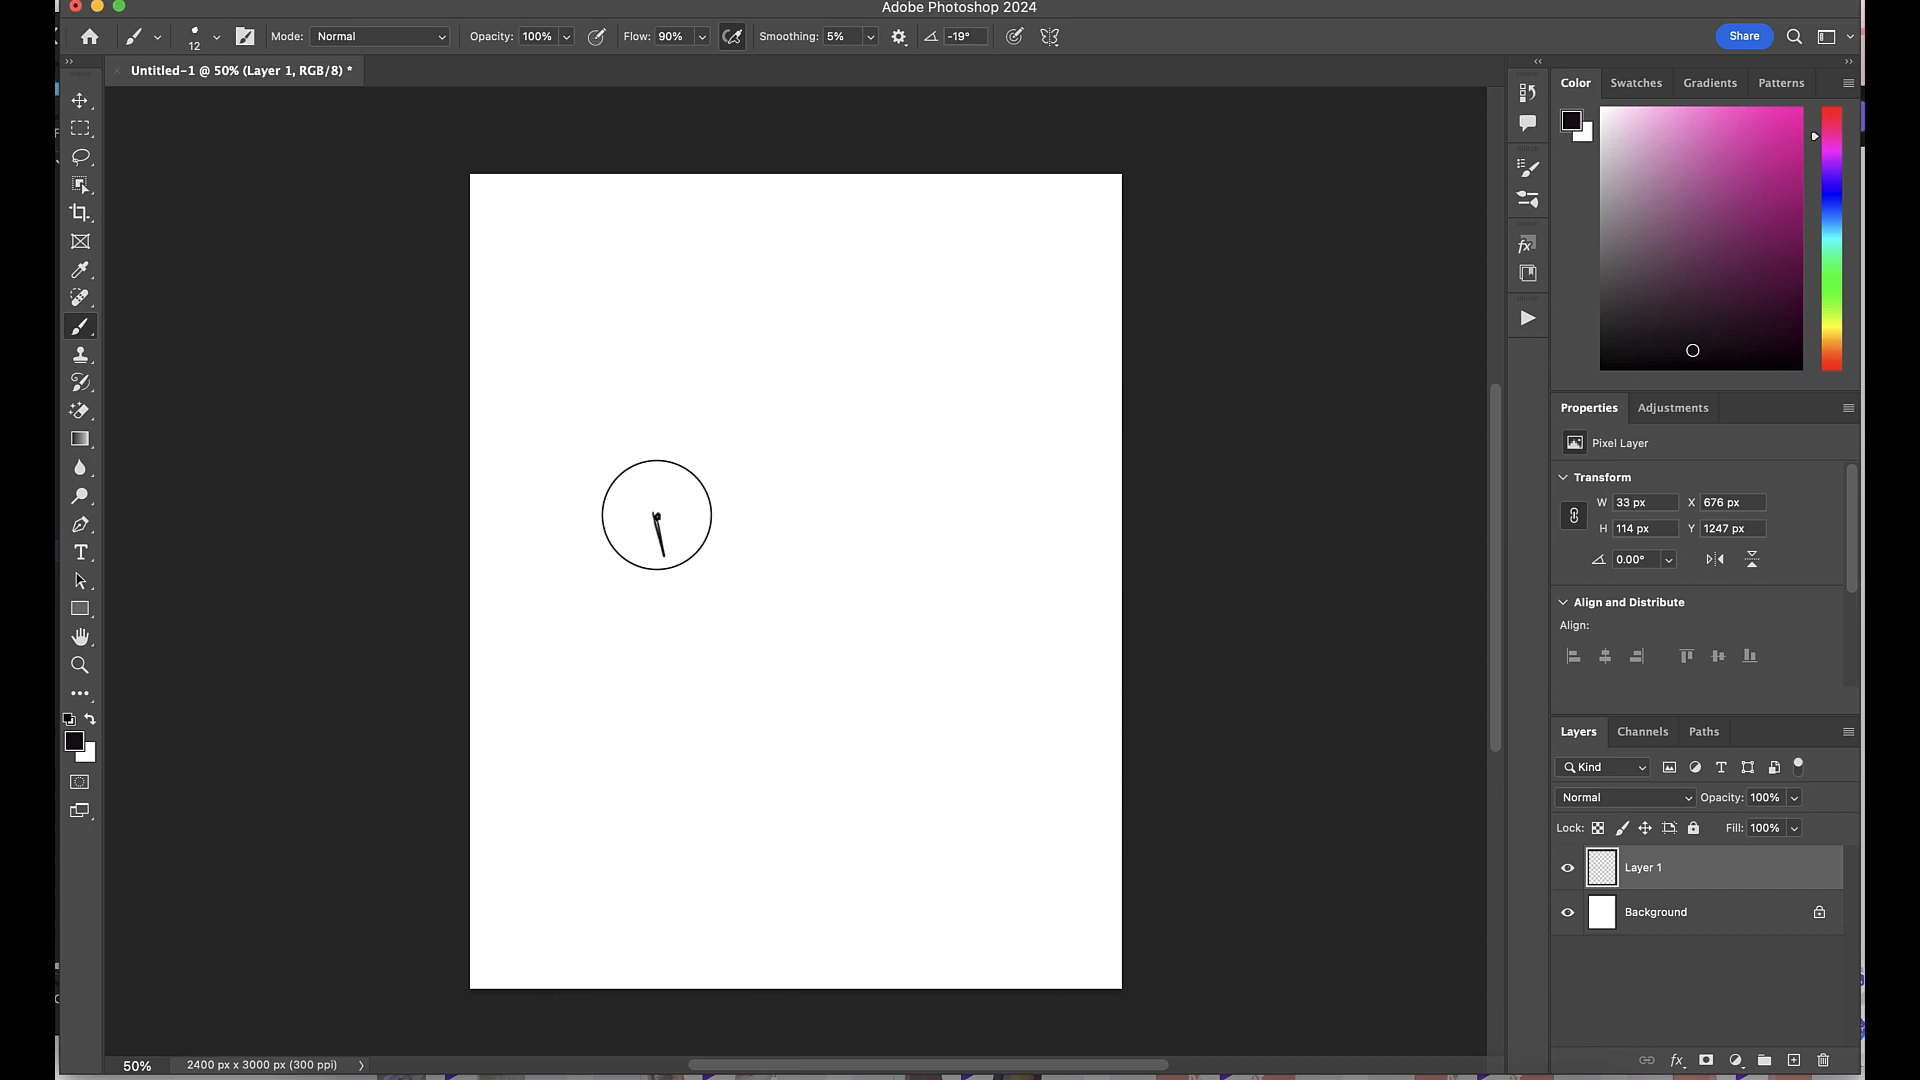 Adobe Photoshop 2024
12 Mode: Normal Opacity: 100% Flow: 90% Smoothing: 5% -19° Share
Untitled-1 @ 50% (Layer 1, RGB/8) *
Color Swatches Gradients Patterns
Properties Adjustments
Pixel Layer
Transform
W 33 px X 676 px
H 114 px Y 1247 px
0.00°
Align and Distribute
Align:
Layers Channels Paths
Kind
Normal Opacity: 100%
Lock: Fill: 100%
Layer 1
Background
fx
50% 2400 px x 3000 px (300 ppi)